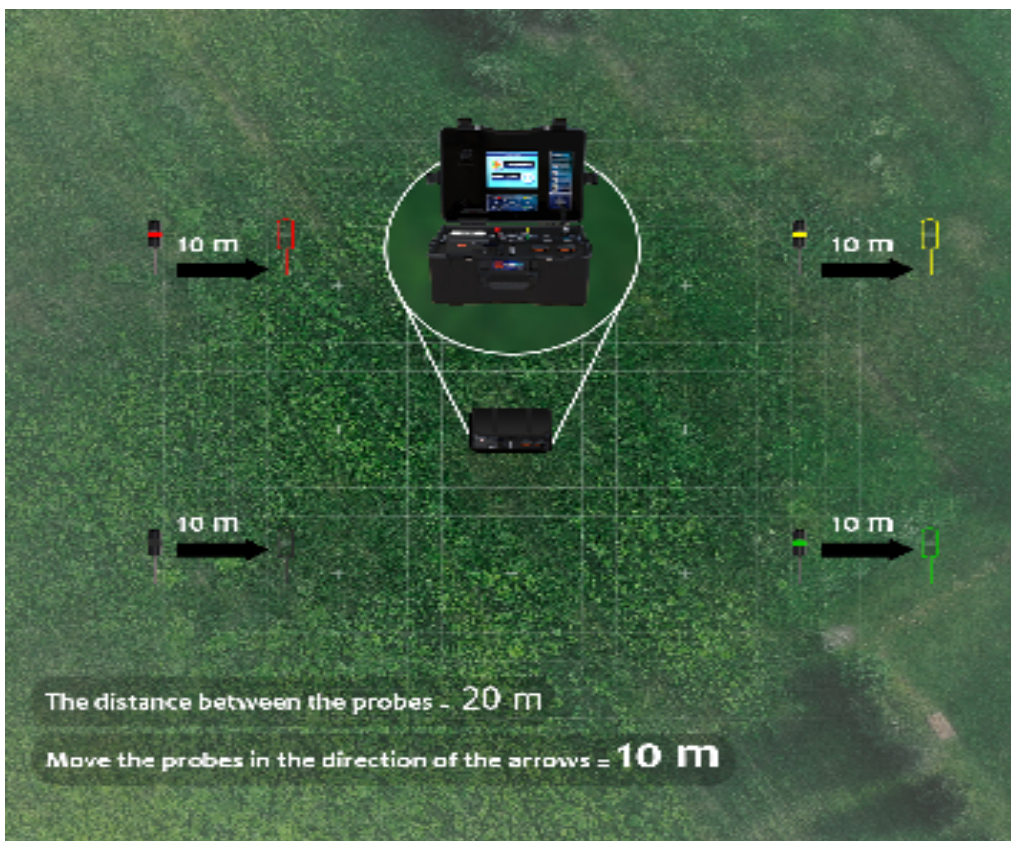 10 m
10 m
10 m
10 m
The distance between the probes - 20 m
Move the probes in the direction of the arrows = 10 m